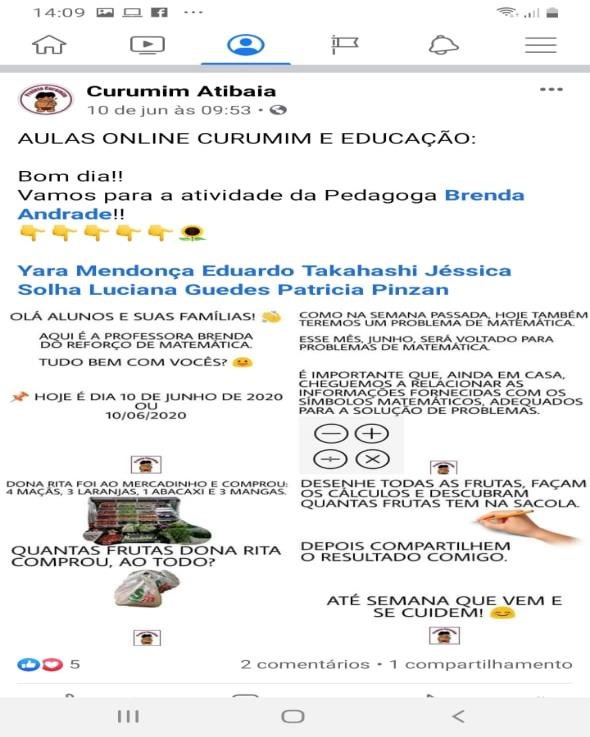 14:09
Curumim Atibaia
10 de jun às 09:53
AULAS ONLINE CURUMIM E EDUCAÇÃO:
Bom dia!!
Vamos para a atividade da Pedagoga Brenda
Andrade!!
👇👇👇👇👇🌻
Yara Mendonça Eduardo Takahashi Jéssica
Solha Luciana Guedes Patricia Pinzan
OLÁ ALUNOS E SUAS FAMÍLIAS! 👋
AQUI É A PROFESSORA BRENDA
DO REFORÇO DE MATEMÁTICA.
TUDO BEM COM VOCÊS? 🙂
📌 HOJE É DIA 10 DE JUNHO DE 2020
OU
10/06/2020
COMO NA SEMANA PASSADA, HOJE TAMBÉM
TEREMOS UM PROBLEMA DE MATEMÁTICA.
ESSE MÊS, JUNHO, SERÁ VOLTADO PARA
PROBLEMAS DE MATEMÁTICA.
É IMPORTANTE QUE, AINDA EM CASA,
CHEGUEMOS A RELACIONAR AS
INFORMAÇÕES FORNECIDAS COM OS
SÍMBOLOS MATEMÁTICOS, ADEQUADOS
PARA A SOLUÇÃO DE PROBLEMAS.
− +
÷ ×
DONA RITA FOI AO MERCADINHO E COMPROU:
4 MAÇÃS, 3 LARANJAS, 1 ABACAXI E 3 MANGAS.
QUANTAS FRUTAS DONA RITA
COMPROU, AO TODO?
DESENHE TODAS AS FRUTAS, FAÇAM
OS CÁLCULOS E DESCUBRAM
QUANTAS FRUTAS TEM NA SACOLA.
DEPOIS COMPARTILHEM
O RESULTADO COMIGO.
ATÉ SEMANA QUE VEM E
SE CUIDEM! 😊
5
2 comentários • 1 compartilhamento